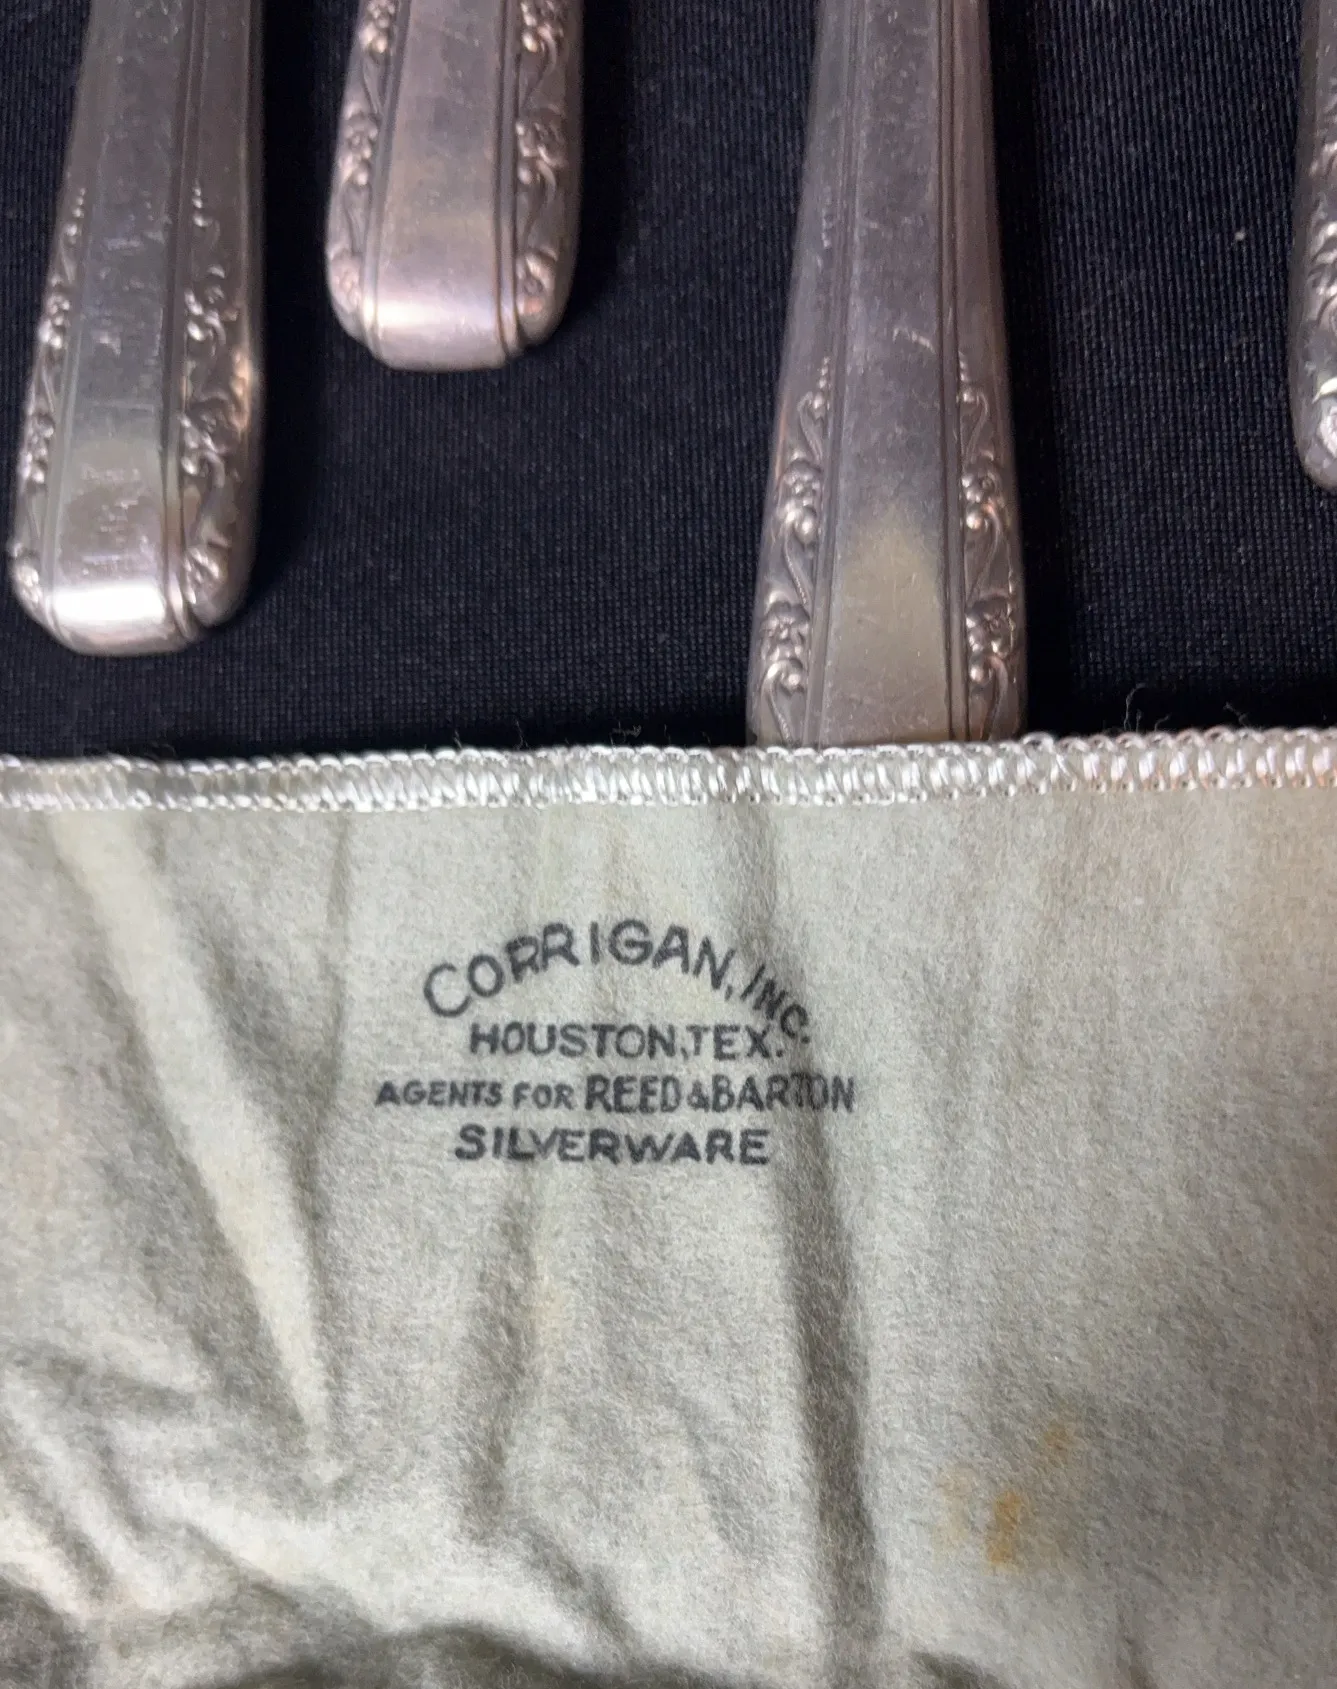 CORRIGAN, INC.
HOUSTON, TEX.
AGENTS FOR REED & BARTON
SILVERWARE